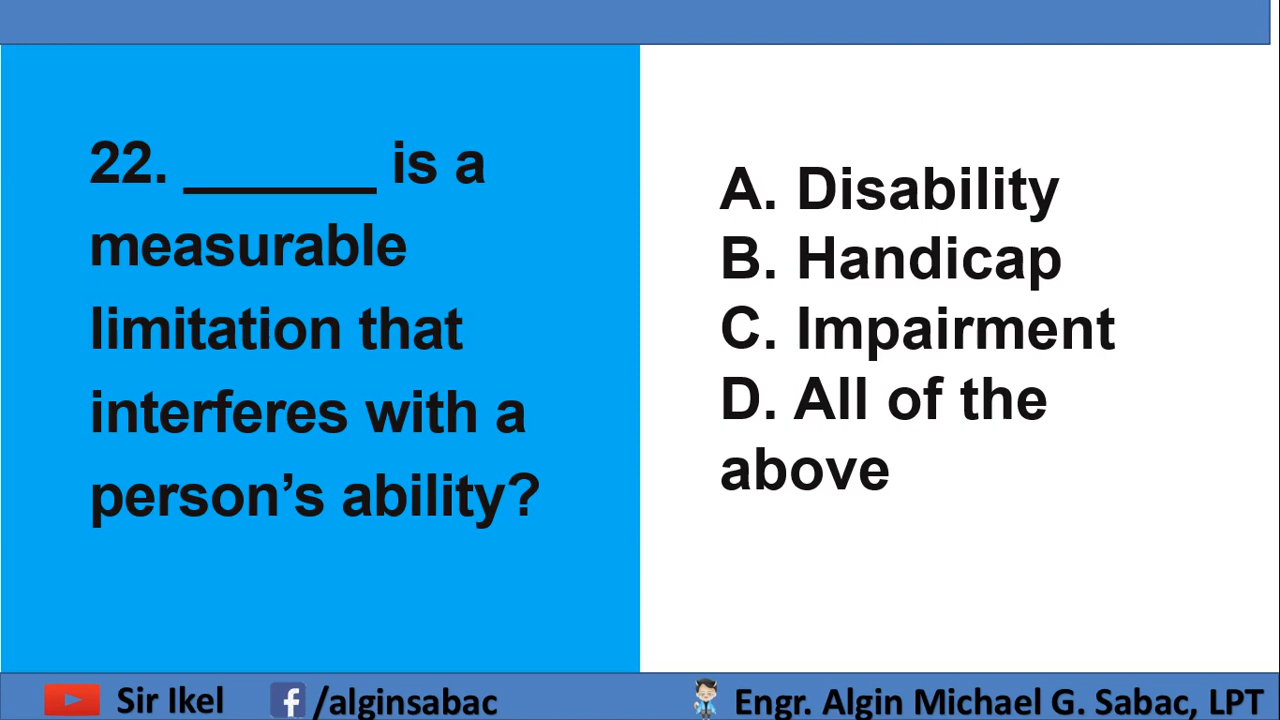 22. ______ is a
measurable
limitation that
interferes with a
person’s ability?
A. Disability
B. Handicap
C. Impairment
D. All of the
above
Sir Ikel
/alginsabac
Engr. Algin Michael G. Sabac, LPT